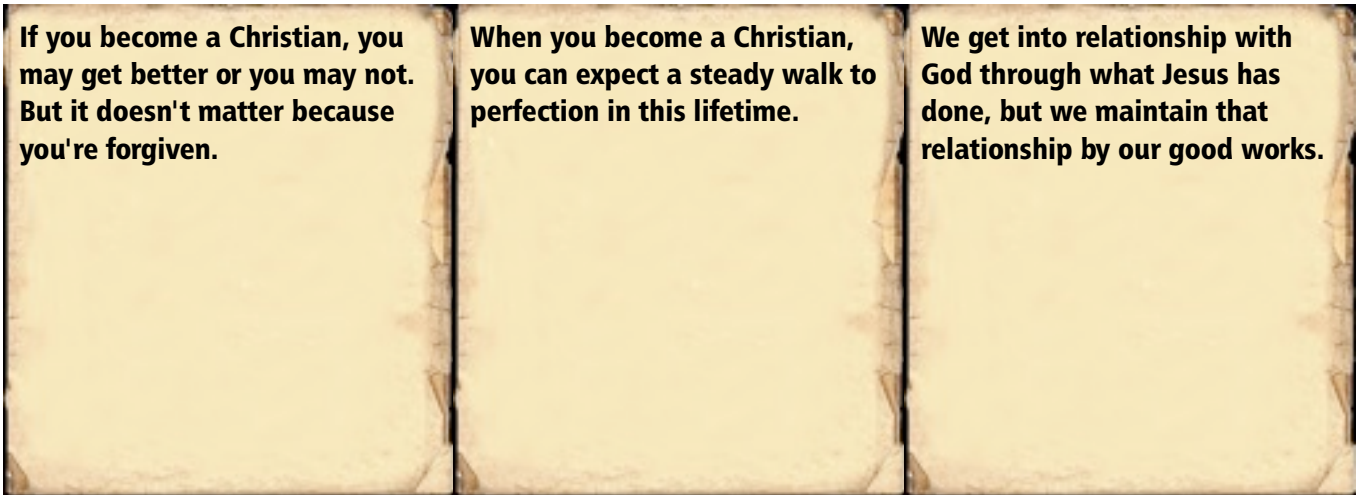 If you become a Christian, you
may get better or you may not.
But it doesn't matter because
you're forgiven.
When you become a Christian,
you can expect a steady walk to
perfection in this lifetime.
We get into relationship with
God through what Jesus has
done, but we maintain that
relationship by our good works.